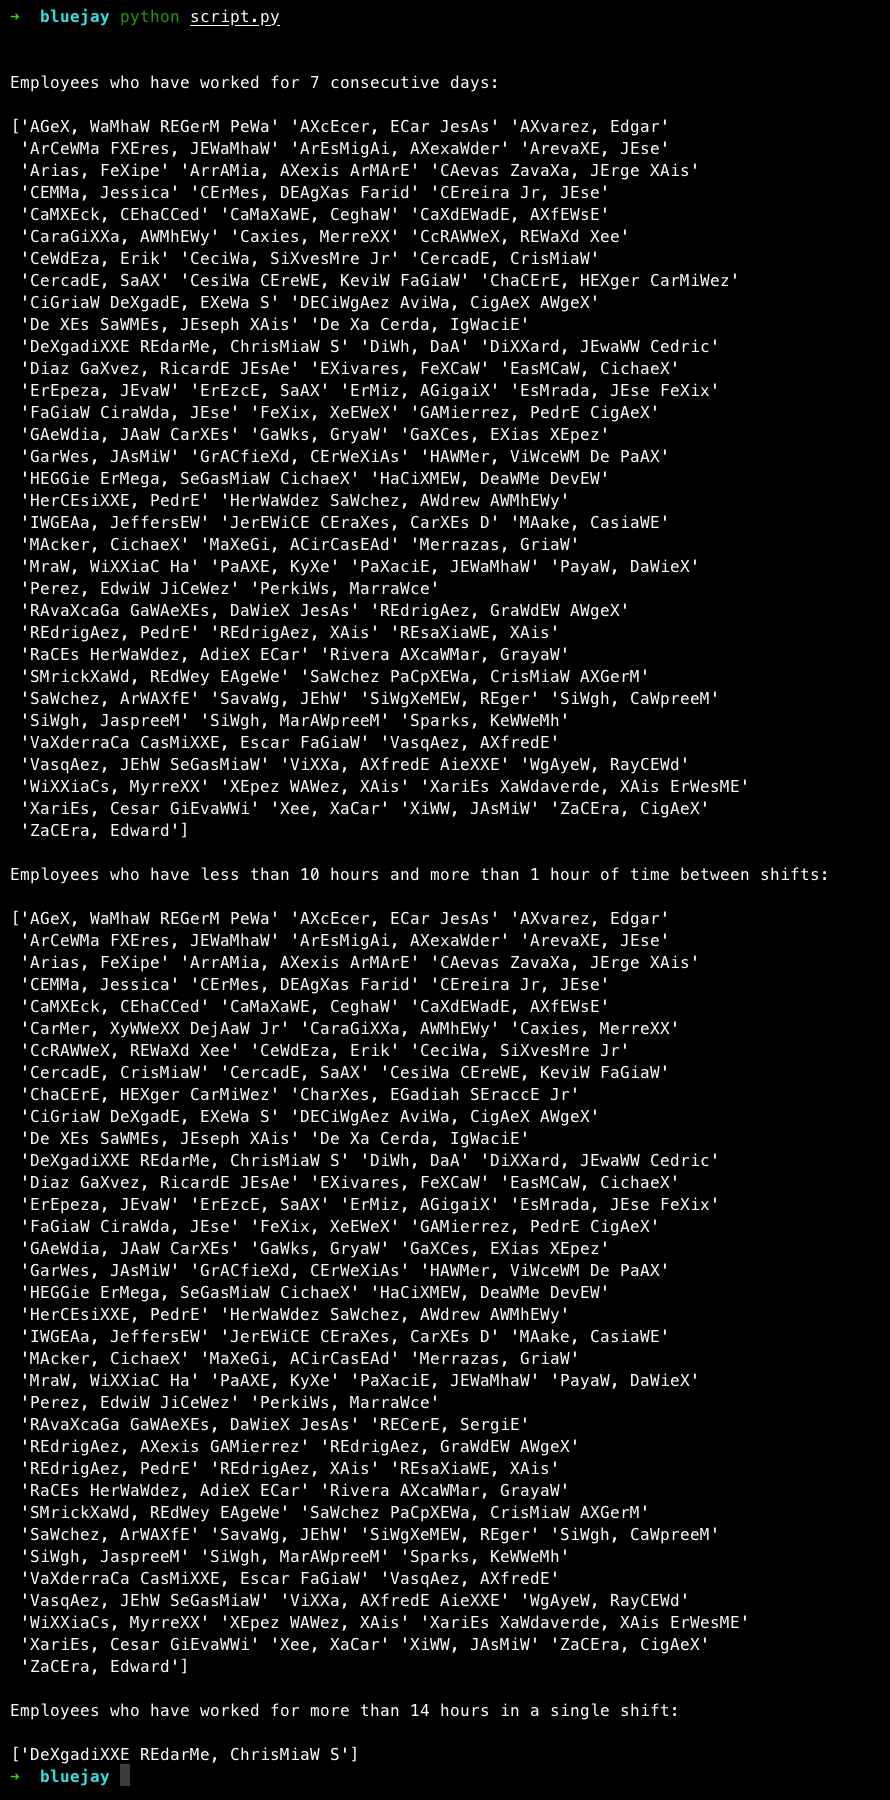 → bluejay python script.py
Employees who have worked for 7 consecutive days:
['AGeX, WaMhaW REGerM PeWa' 'AXcEcer, ECar JesAs' 'AXvarez, Edgar'
'ArCeWMa FXEres, JEWaMhaW' 'ArEsMigAi, AXexaWder' 'ArevaXE, JEse'
'Arias, FeXipe' 'ArrAMia, AXexis ArMArE' 'CAevas ZavaXa, JErge XAis'
'CEMMa, Jessica' 'CErMes, DEAgXas Farid' 'CEreira Jr, JEse'
'CaMXEck, CEhaCCed' 'CaMaXaWE, CeghaW' 'CaXdEWadE, AXfEWsE'
'CaraGiXXa, AWMhEWy' 'Caxies, MerreXX' 'CcRAWWeX, REWaXd Xee'
'CeWdEza, Erik' 'CeciWa, SiXvesMre Jr' 'CercadE, CrisMiaW'
'CercadE, SaAX' 'CesiWa CEreWE, KeviW FaGiaW' 'ChaCErE, HEXger CarMiWez'
'CiGriaW DeXgadE, EXeWa S' 'DECiWgAez AviWa, CigAeX AWgeX'
'De XEs SaWMEs, JEseph XAis' 'De Xa Cerda, IgWaciE'
'DeXgadiXXE REdarMe, ChrisMiaW S' 'DiWh, DaA' 'DiXXard, JEwaWW Cedric'
'Diaz GaXvez, RicardE JEsAe' 'EXivares, FeXCaW' 'EasMCaW, CichaeX'
'ErEpeza, JEvaW' 'ErEzcE, SaAX' 'ErMiz, AGigaiX' 'EsMrada, JEse FeXix'
'FaGiaW CiraWda, JEse' 'FeXix, XeEWeX' 'GAMierrez, PedrE CigAeX'
'GAeWdia, JAaW CarXEs' 'GaWks, GryaW' 'GaXCes, EXias XEpez'
'GarWes, JAsMiW' 'GrACfieXd, CErWeXiAs' 'HAWMer, ViWceWM De PaAX'
'HEGGie ErMega, SeGasMiaW CichaeX' 'HaCiXMEW, DeaWMe DevEW'
'HerCEsiXXE, PedrE' 'HerWaWdez SaWchez, AWdrew AWMhEWy'
'IWGEAa, JeffersEW' 'JerEWiCE CEraXes, CarXEs D' 'MAake, CasiaWE'
'MAcker, CichaeX' 'MaXeGi, ACirCasEAd' 'Merrazas, GriaW'
'MraW, WiXXiaC Ha' 'PaAXE, KyXe' 'PaXaciE, JEWaMhaW' 'PayaW, DaWieX'
'Perez, EdwiW JiCeWez' 'PerkiWs, MarraWce'
'RAvaXcaGa GaWAeXEs, DaWieX JesAs' 'REdrigAez, GraWdEW AWgeX'
'REdrigAez, PedrE' 'REdrigAez, XAis' 'REsaXiaWE, XAis'
'RaCEs HerWaWdez, AdieX ECar' 'Rivera AXcaWMar, GrayaW'
'SMrickXaWd, REdWey EAgeWe' 'SaWchez PaCpXEWa, CrisMiaW AXGerM'
'SaWchez, ArWAXfE' 'SavaWg, JEhW' 'SiWgXeMEW, REger' 'SiWgh, CaWpreeM'
'SiWgh, JaspreeM' 'SiWgh, MarAWpreeM' 'Sparks, KeWWeMh'
'VaXderraCa CasMiXXE, Escar FaGiaW' 'VasqAez, AXfredE'
'VasqAez, JEhW SeGasMiaW' 'ViXXa, AXfredE AieXXE' 'WgAyeW, RayCEWd'
'WiXXiaCs, MyrreXX' 'XEpez WAWez, XAis' 'XariEs XaWdaverde, XAis ErWesME'
'XariEs, Cesar GiEvaWWi' 'Xee, XaCar' 'XiWW, JAsMiW' 'ZaCEra, CigAeX'
'ZaCEra, Edward']
Employees who have less than 10 hours and more than 1 hour of time between shifts:
['AGeX, WaMhaW REGerM PeWa' 'AXcEcer, ECar JesAs' 'AXvarez, Edgar'
'ArCeWMa FXEres, JEWaMhaW' 'ArEsMigAi, AXexaWder' 'ArevaXE, JEse'
'Arias, FeXipe' 'ArrAMia, AXexis ArMArE' 'CAevas ZavaXa, JErge XAis'
'CEMMa, Jessica' 'CErMes, DEAgXas Farid' 'CEreira Jr, JEse'
'CaMXEck, CEhaCCed' 'CaMaXaWE, CeghaW' 'CaXdEWadE, AXfEWsE'
'CarMer, XyWWeXX DejAaW Jr' 'CaraGiXXa, AWMhEWy' 'Caxies, MerreXX'
'CcRAWWeX, REWaXd Xee' 'CeWdEza, Erik' 'CeciWa, SiXvesMre Jr'
'CercadE, CrisMiaW' 'CercadE, SaAX' 'CesiWa CEreWE, KeviW FaGiaW'
'ChaCErE, HEXger CarMiWez' 'CharXes, EGadiah SEraccE Jr'
'CiGriaW DeXgadE, EXeWa S' 'DECiWgAez AviWa, CigAeX AWgeX'
'De XEs SaWMEs, JEseph XAis' 'De Xa Cerda, IgWaciE'
'DeXgadiXXE REdarMe, ChrisMiaW S' 'DiWh, DaA' 'DiXXard, JEwaWW Cedric'
'Diaz GaXvez, RicardE JEsAe' 'EXivares, FeXCaW' 'EasMCaW, CichaeX'
'ErEpeza, JEvaW' 'ErEzcE, SaAX' 'ErMiz, AGigaiX' 'EsMrada, JEse FeXix'
'FaGiaW CiraWda, JEse' 'FeXix, XeEWeX' 'GAMierrez, PedrE CigAeX'
'GAeWdia, JAaW CarXEs' 'GaWks, GryaW' 'GaXCes, EXias XEpez'
'GarWes, JAsMiW' 'GrACfieXd, CErWeXiAs' 'HAWMer, ViWceWM De PaAX'
'HEGGie ErMega, SeGasMiaW CichaeX' 'HaCiXMEW, DeaWMe DevEW'
'HerCEsiXXE, PedrE' 'HerWaWdez SaWchez, AWdrew AWMhEWy'
'IWGEAa, JeffersEW' 'JerEWiCE CEraXes, CarXEs D' 'MAake, CasiaWE'
'MAcker, CichaeX' 'MaXeGi, ACirCasEAd' 'Merrazas, GriaW'
'MraW, WiXXiaC Ha' 'PaAXE, KyXe' 'PaXaciE, JEWaMhaW' 'PayaW, DaWieX'
'Perez, EdwiW JiCeWez' 'PerkiWs, MarraWce'
'RAvaXcaGa GaWAeXEs, DaWieX JesAs' 'RECerE, SergiE'
'REdrigAez, AXexis GAMierrez' 'REdrigAez, GraWdEW AWgeX'
'REdrigAez, PedrE' 'REdrigAez, XAis' 'REsaXiaWE, XAis'
'RaCEs HerWaWdez, AdieX ECar' 'Rivera AXcaWMar, GrayaW'
'SMrickXaWd, REdWey EAgeWe' 'SaWchez PaCpXEWa, CrisMiaW AXGerM'
'SaWchez, ArWAXfE' 'SavaWg, JEhW' 'SiWgXeMEW, REger' 'SiWgh, CaWpreeM'
'SiWgh, JaspreeM' 'SiWgh, MarAWpreeM' 'Sparks, KeWWeMh'
'VaXderraCa CasMiXXE, Escar FaGiaW' 'VasqAez, AXfredE'
'VasqAez, JEhW SeGasMiaW' 'ViXXa, AXfredE AieXXE' 'WgAyeW, RayCEWd'
'WiXXiaCs, MyrreXX' 'XEpez WAWez, XAis' 'XariEs XaWdaverde, XAis ErWesME'
'XariEs, Cesar GiEvaWWi' 'Xee, XaCar' 'XiWW, JAsMiW' 'ZaCEra, CigAeX'
'ZaCEra, Edward']
Employees who have worked for more than 14 hours in a single shift:
['DeXgadiXXE REdarMe, ChrisMiaW S']
→ bluejay